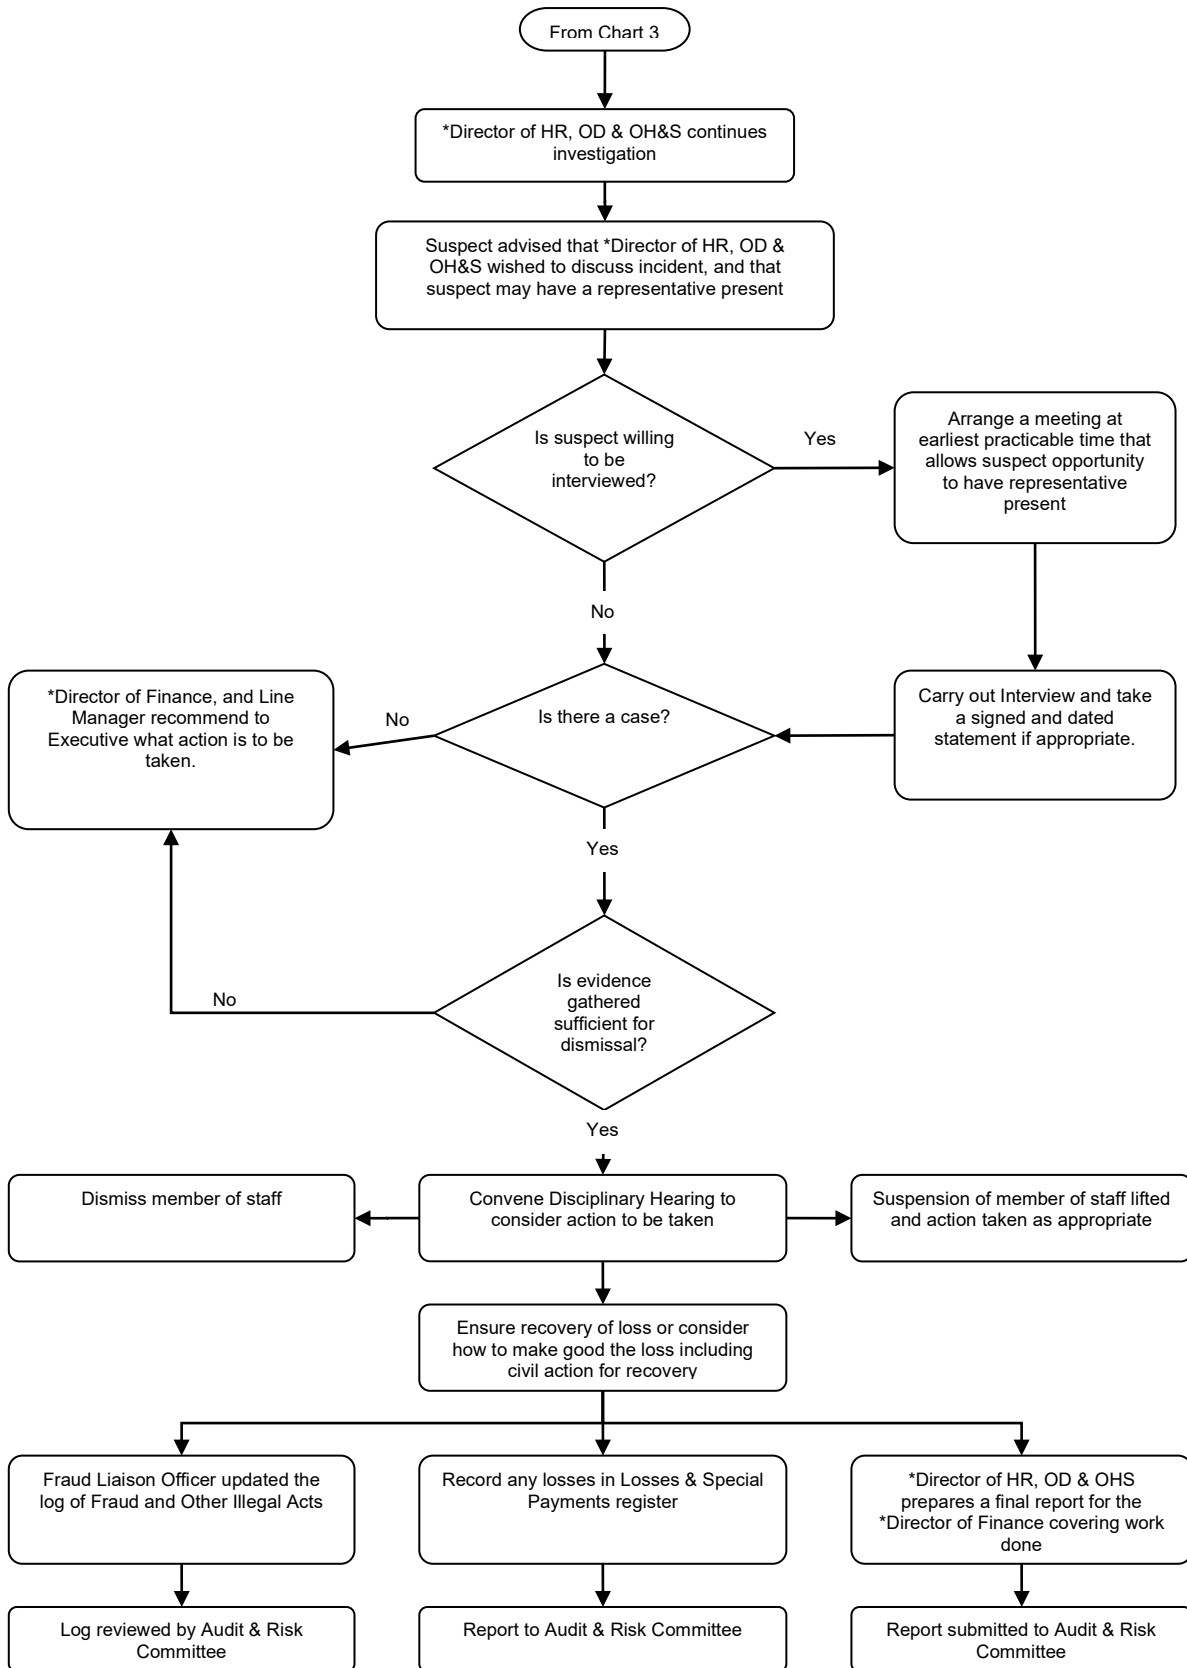 From Chart 3
*Director of HR, OD & OH&S continues
investigation
Suspect advised that *Director of HR, OD &
OH&S wished to discuss incident, and that
suspect may have a representative present
Is suspect willing
to be
interviewed?
Yes
Arrange a meeting at
earliest practicable time that
allows suspect opportunity
to have representative
present
No
Carry out Interview and take
a signed and dated
statement if appropriate.
Is there a case?
No
*Director of Finance, and Line
Manager recommend to
Executive what action is to be
taken.
Yes
Is evidence
gathered
sufficient for
dismissal?
No
Yes
Dismiss member of staff
Convene Disciplinary Hearing to
consider action to be taken
Suspension of member of staff lifted
and action taken as appropriate
Ensure recovery of loss or consider
how to make good the loss including
civil action for recovery
Fraud Liaison Officer updated the
log of Fraud and Other Illegal Acts
Record any losses in Losses & Special
Payments register
*Director of HR, OD & OHS
prepares a final report for the
*Director of Finance covering work
done
Log reviewed by Audit & Risk
Committee
Report to Audit & Risk Committee
Report submitted to Audit & Risk
Committee